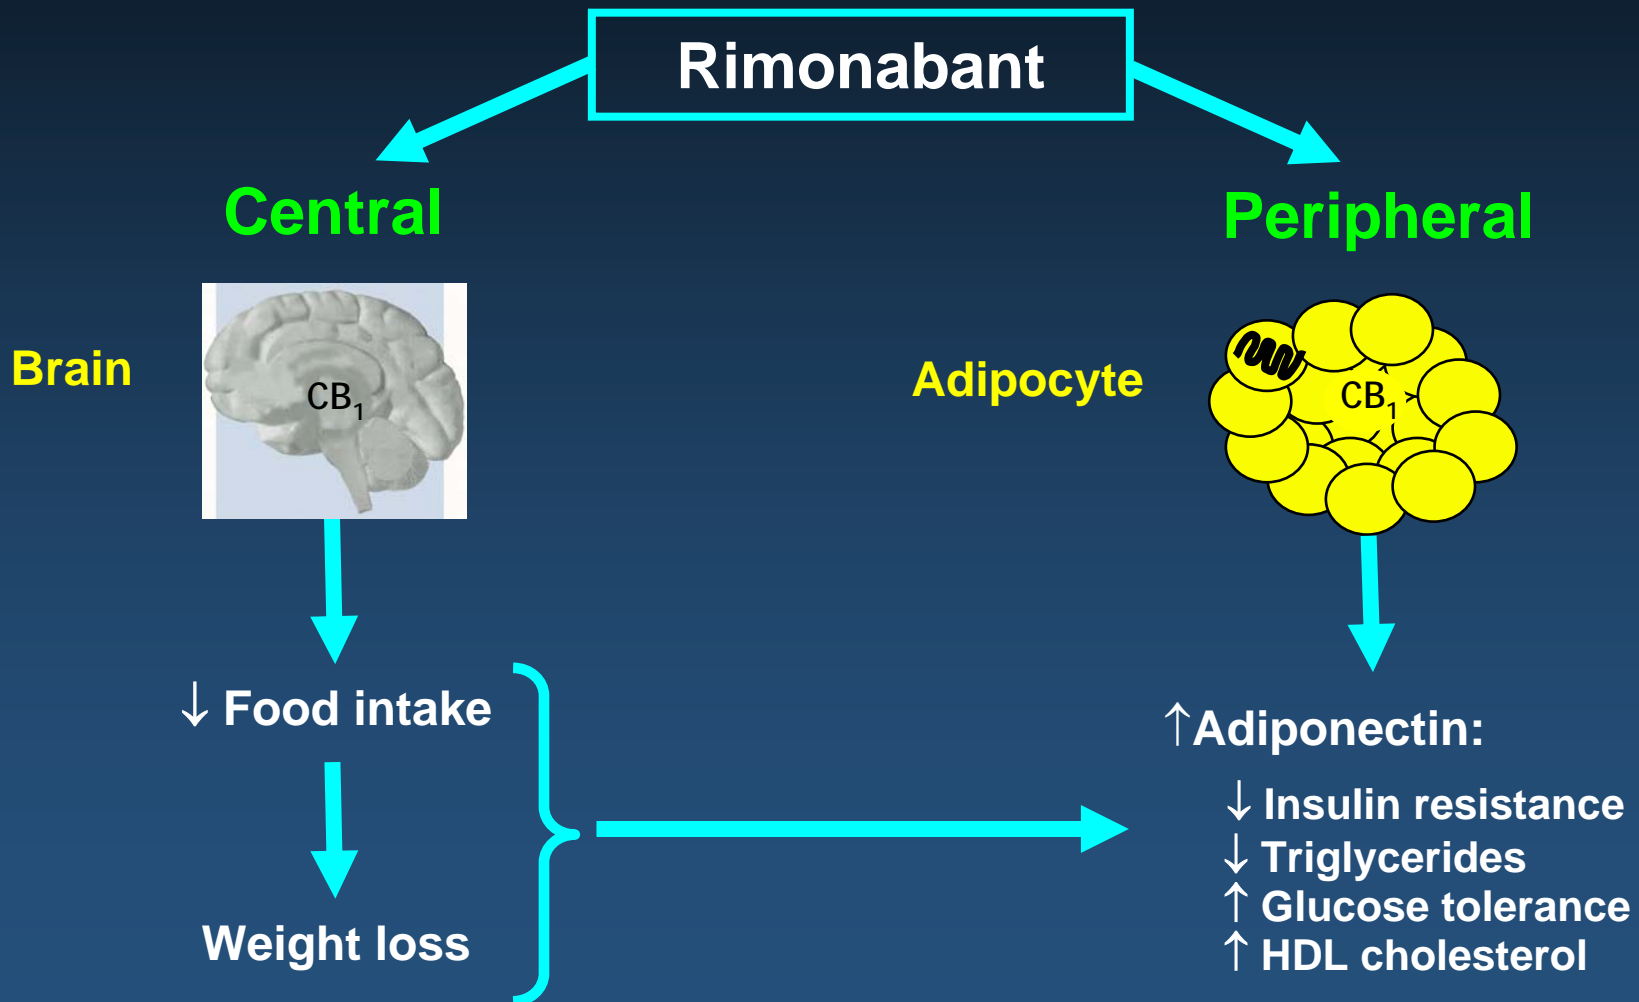 Rimonabant
Central
Peripheral
Brain
CB₁
Adipocyte
CB₁
↓ Food intake
Weight loss
↑Adiponectin:
↓ Insulin resistance
↓ Triglycerides
↑ Glucose tolerance
↑ HDL cholesterol